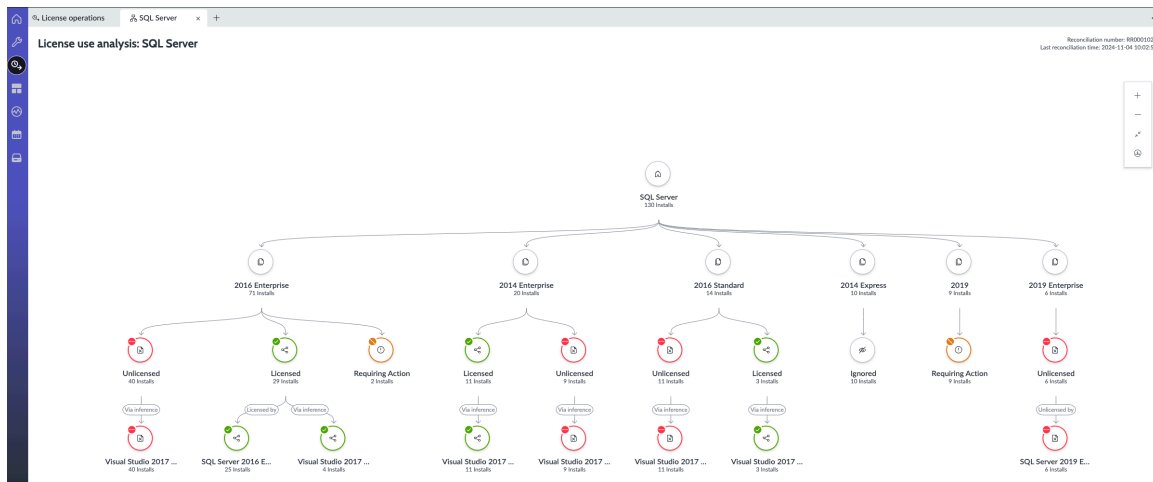 License operations
SQL Server × +
License use analysis: SQL Server
Reconciliation number: RR000102
Last reconciliation time: 2024-11-04 10:02:5
SQL Server
130 Installs
2016 Enterprise
71 Installs
2014 Enterprise
20 Installs
2016 Standard
14 Installs
2014 Express
10 Installs
2019
9 Installs
2019 Enterprise
6 Installs
Unlicensed
40 Installs
Licensed
29 Installs
Requiring Action
2 Installs
Licensed
11 Installs
Unlicensed
9 Installs
Unlicensed
11 Installs
Licensed
3 Installs
Ignored
10 Installs
Requiring Action
9 Installs
Unlicensed
6 Installs
Via inference
Licensed by
Via inference
Via inference
Via inference
Via inference
Via inference
Unlicensed by
Visual Studio 2017 ...
40 Installs
SQL Server 2016 E...
25 Installs
Visual Studio 2017 ...
4 Installs
Visual Studio 2017 ...
11 Installs
Visual Studio 2017 ...
9 Installs
Visual Studio 2017 ...
11 Installs
Visual Studio 2017 ...
3 Installs
SQL Server 2019 E...
6 Installs